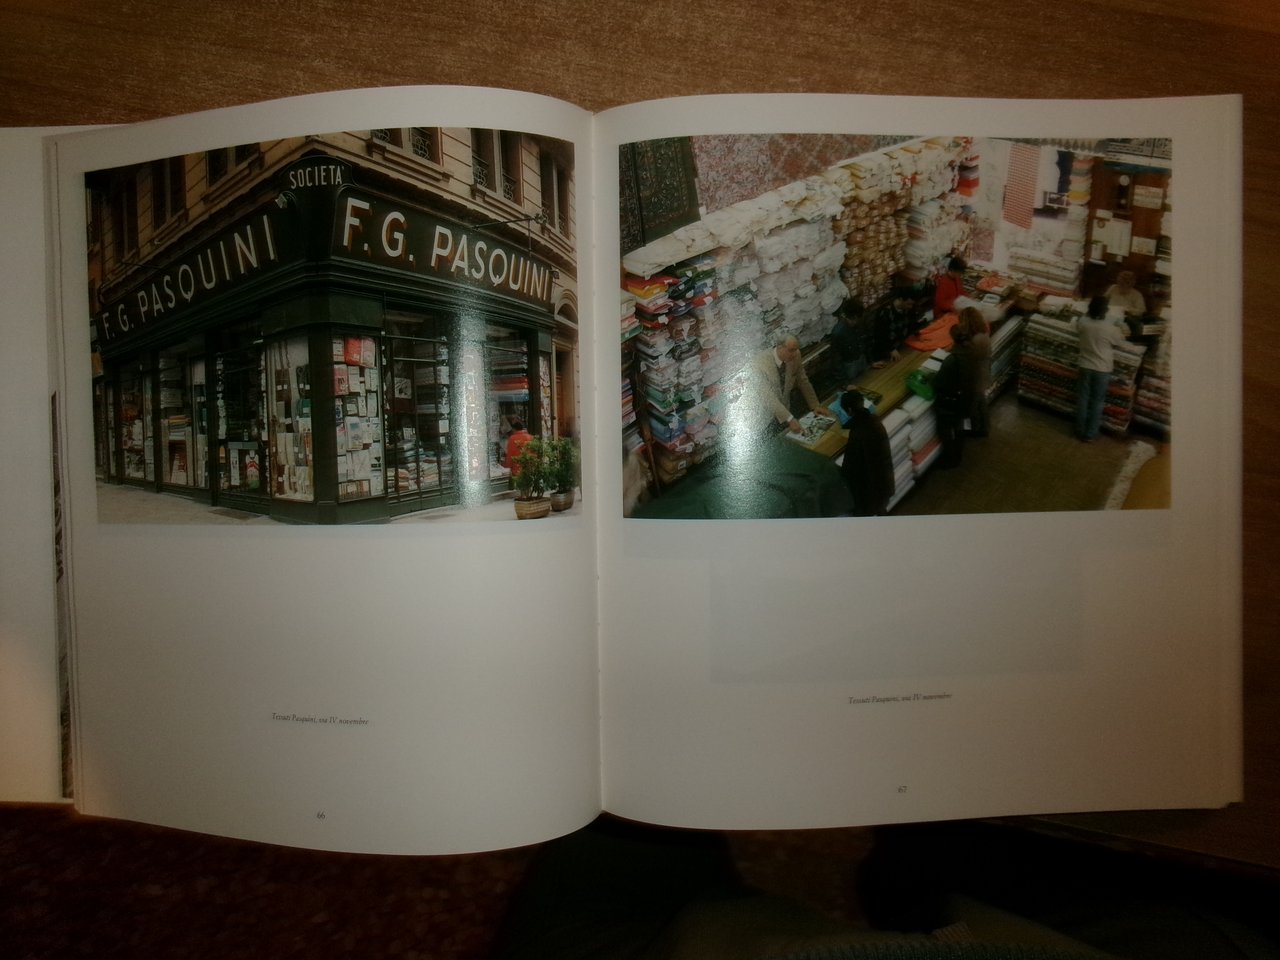 SOCIETA'
F. G. PASQUINI
F. G. PASQUINI
Tessuti Pasquini, via IV novembre
66
Tessuti Pasquini, via IV novembre
67